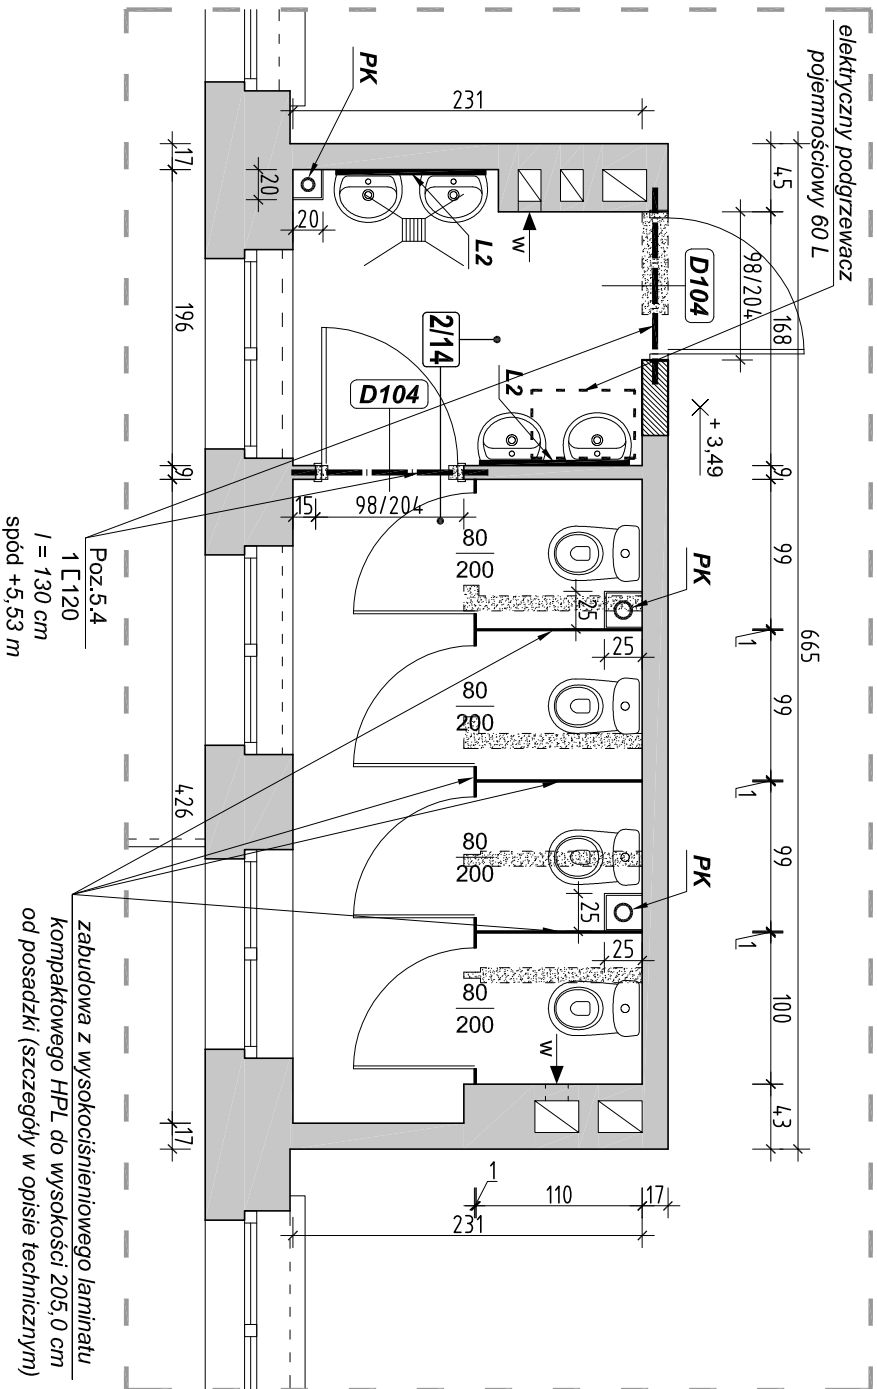 elektryczny podgrzewacz
pojemnościowy 60 L
PK
231
17
45
20
20
L2
w
D104
98/204
168
196
2/14
D104
L2
+ 3,49
9
9
15
98/204
Poz.5.4
1[120
l = 130 cm
spód +5,53 m
80
200
99
PK
25
25
1
665
80
200
99
1
426
80
200
99
PK
25
25
1
80
200
100
w
43
17
1
110
17
231
zabudowa z wysokociśnieniowego laminatu
kompaktowego HPL do wysokości 205,0 cm
od posadzki (szczegóły w opisie technicznym)